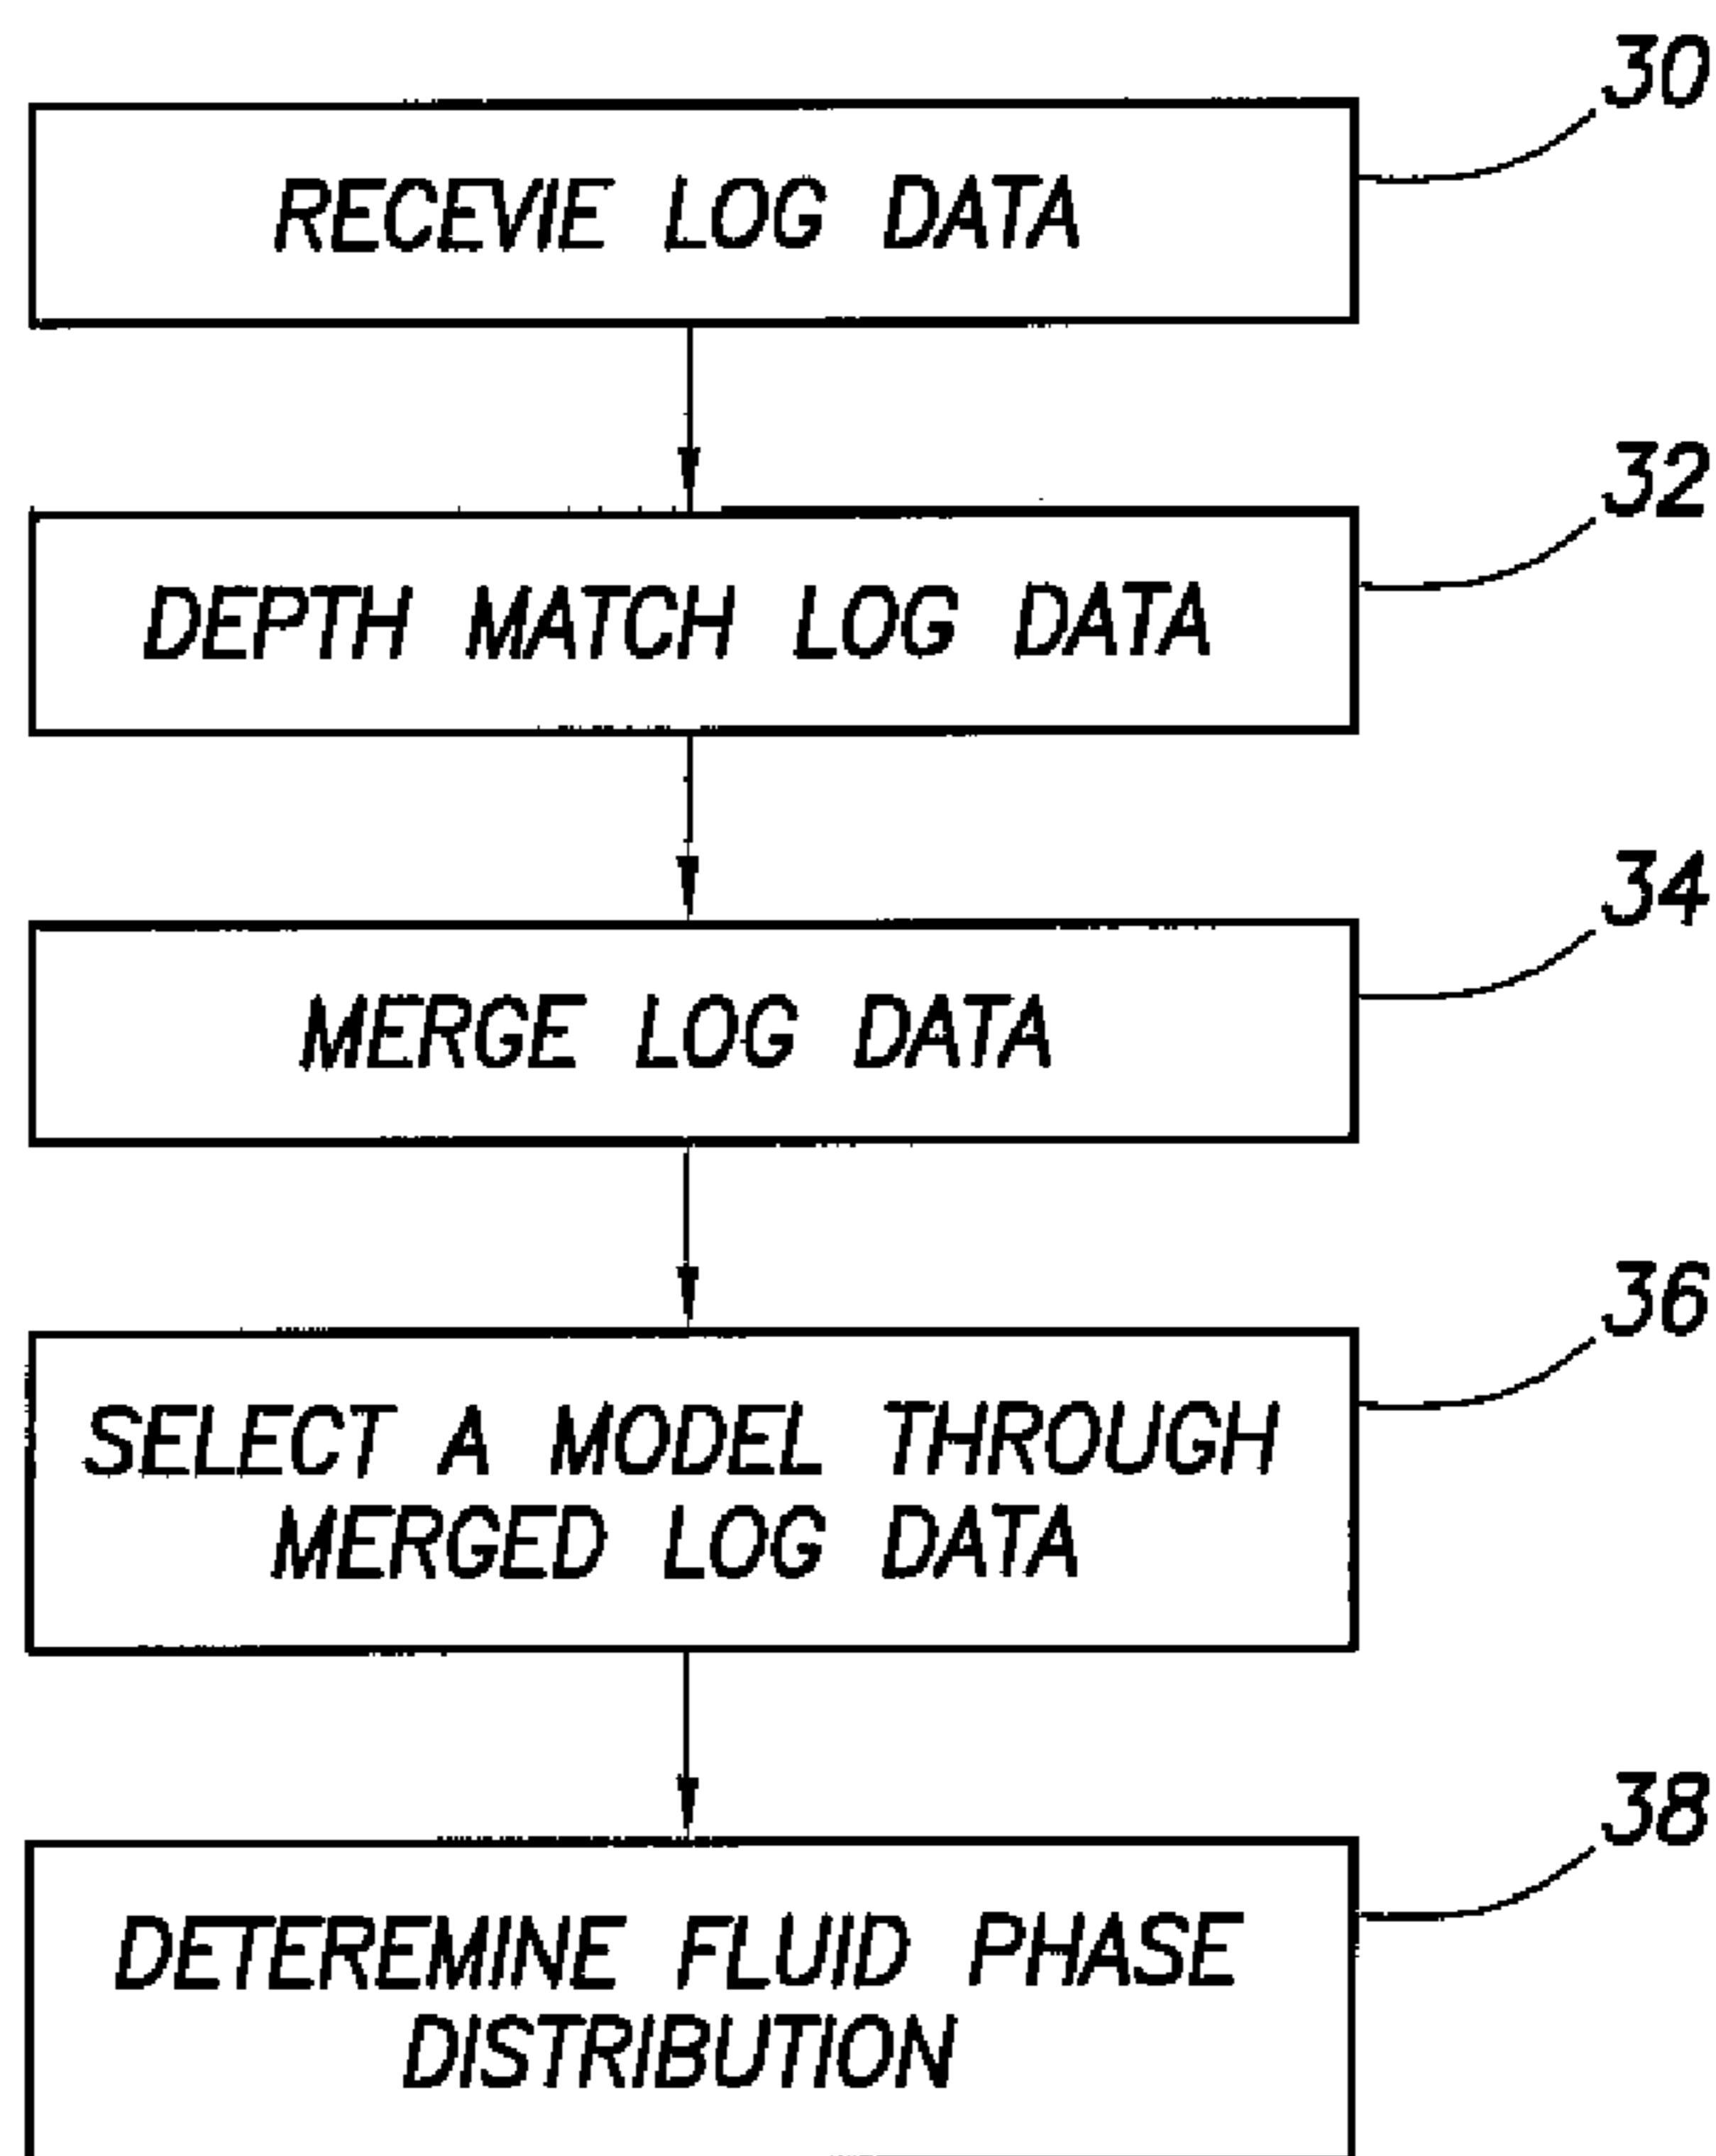 30
RECEVIE LOG DATA
32
DEPTH MATCH LOG DATA
34
MERGE LOG DATA
36
SELECT A MODEL THROUGH
MERGED LOG DATA
38
DETEREMINE FLUID PHASE
DISTRIBUTION